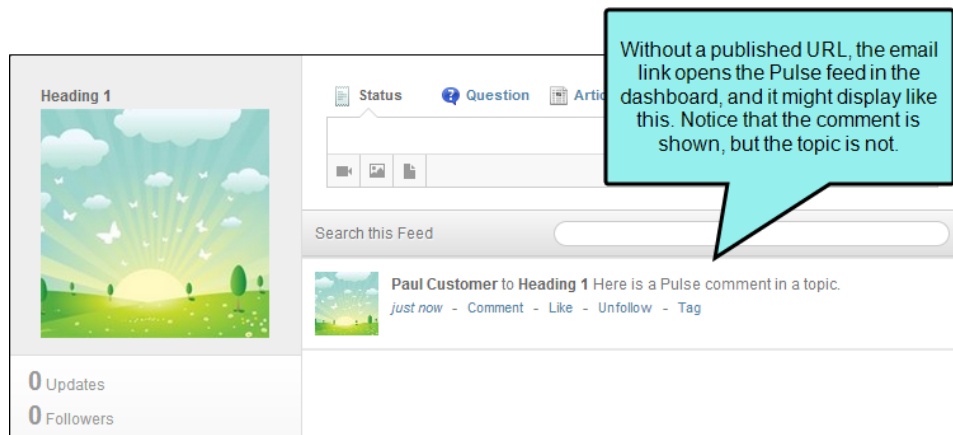 Without a published URL, the email
link opens the Pulse feed in the
dashboard, and it might display like
this. Notice that the comment is
shown, but the topic is not.
Heading 1
Status Question
Search this Feed
Paul Customer to Heading 1 Here is a Pulse comment in a topic.
just now - Comment - Like - Unfollow - Tag
0 Updates
0 Followers